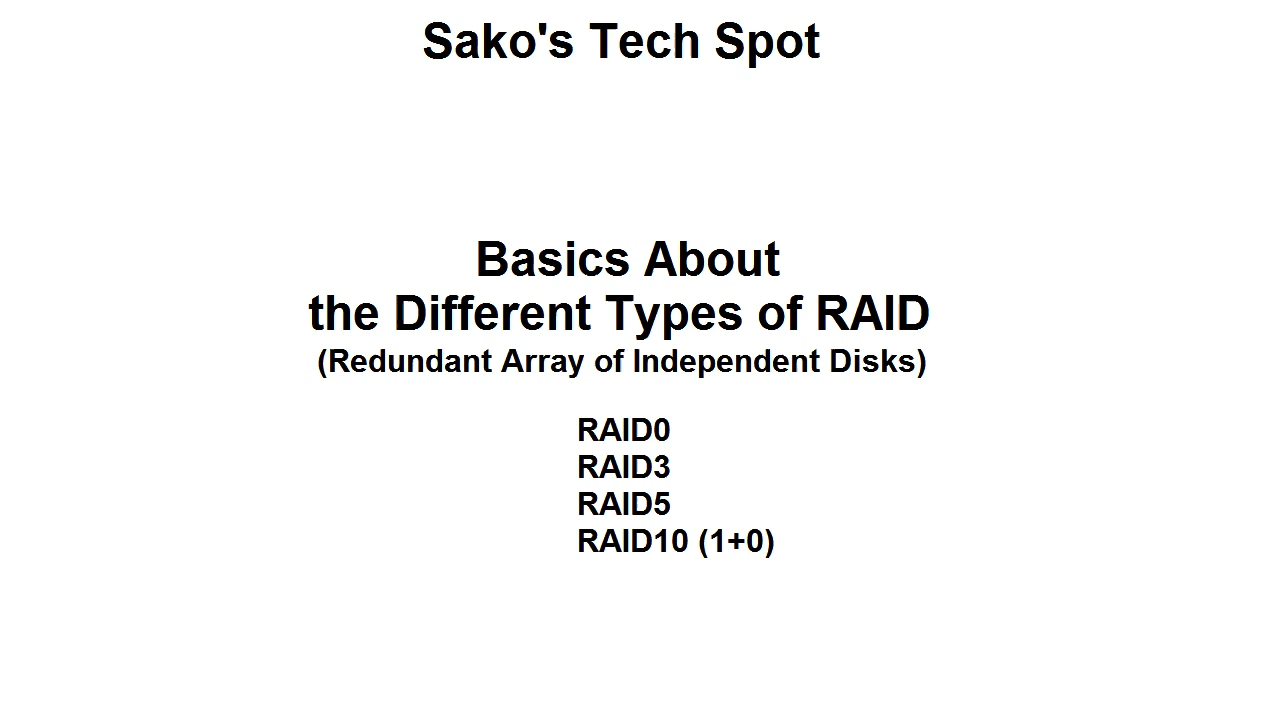 Sako's Tech Spot
Basics About
the Different Types of RAID
(Redundant Array of Independent Disks)
RAID0
RAID3
RAID5
RAID10 (1+0)